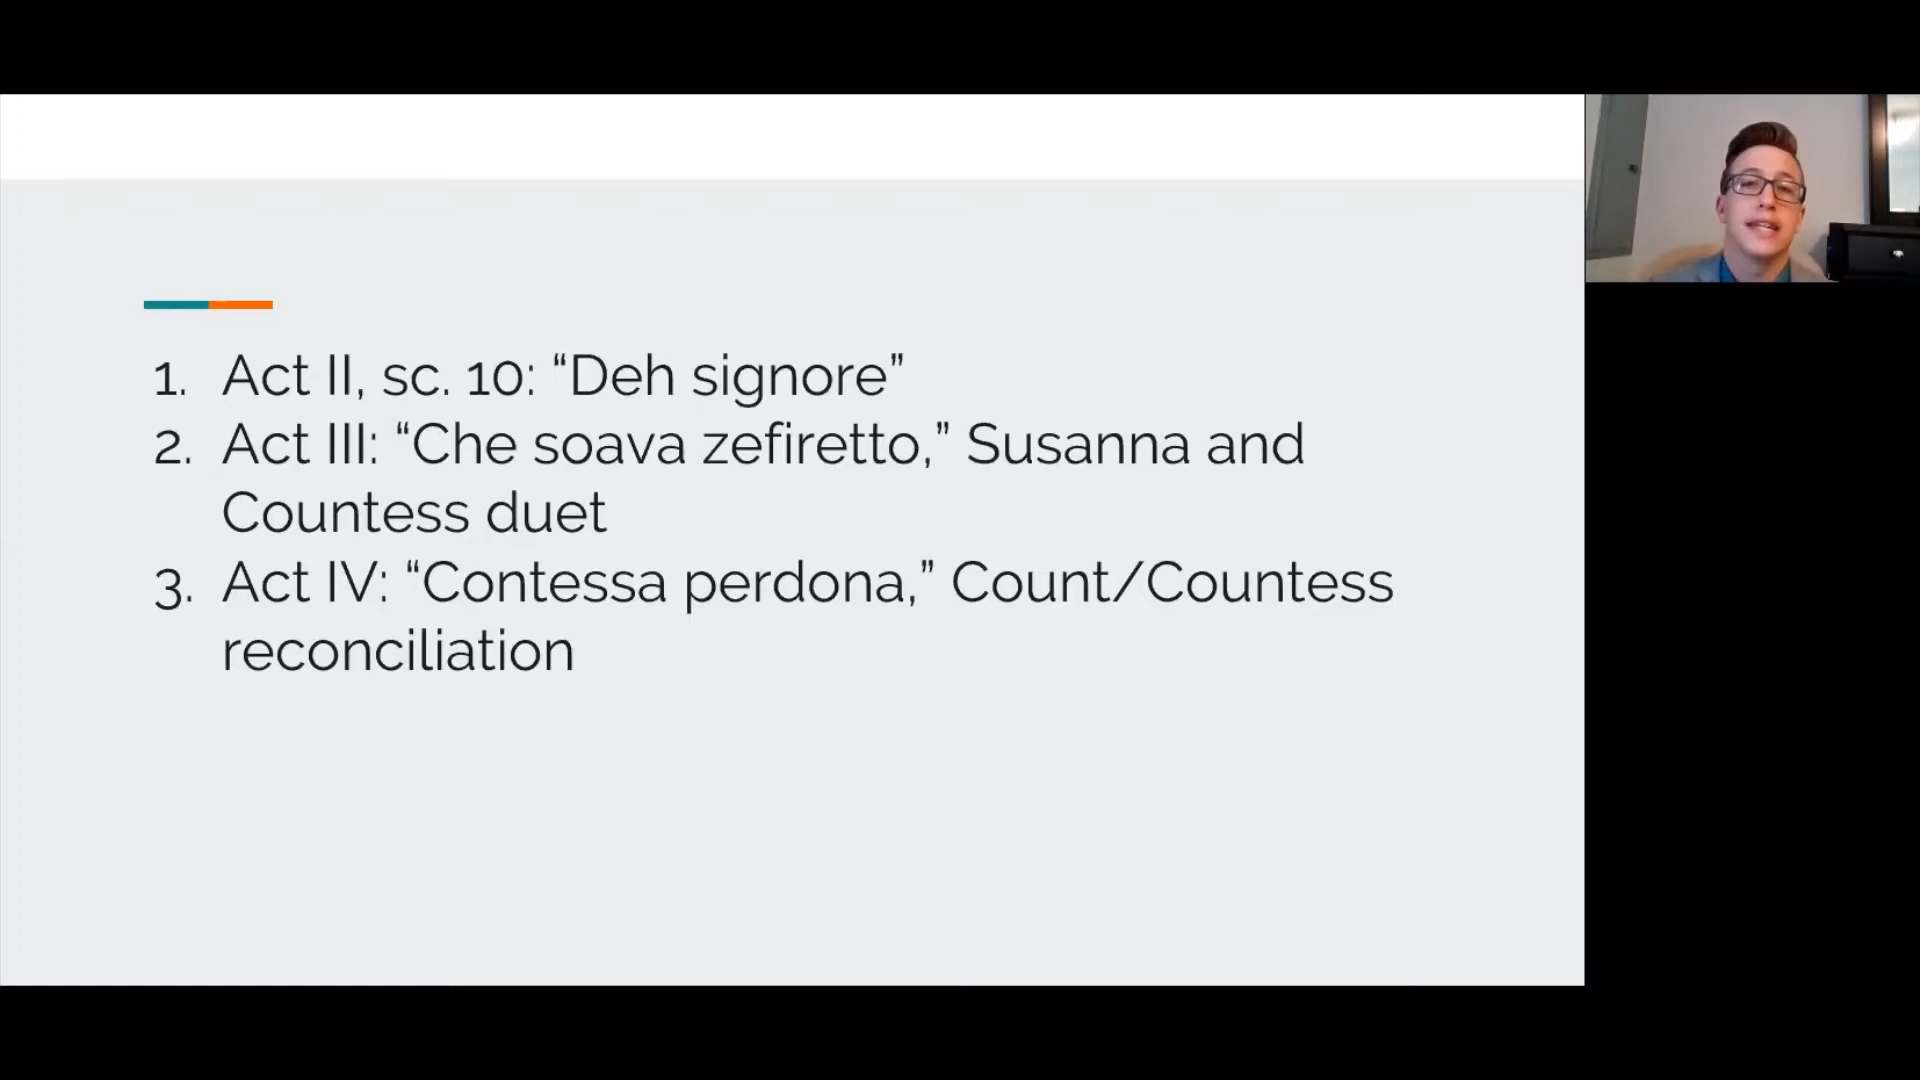 1. Act II, sc. 10: “Deh signore”
2. Act III: “Che soava zefiretto,” Susanna and
Countess duet
3. Act IV: “Contessa perdona,” Count/Countess
reconciliation